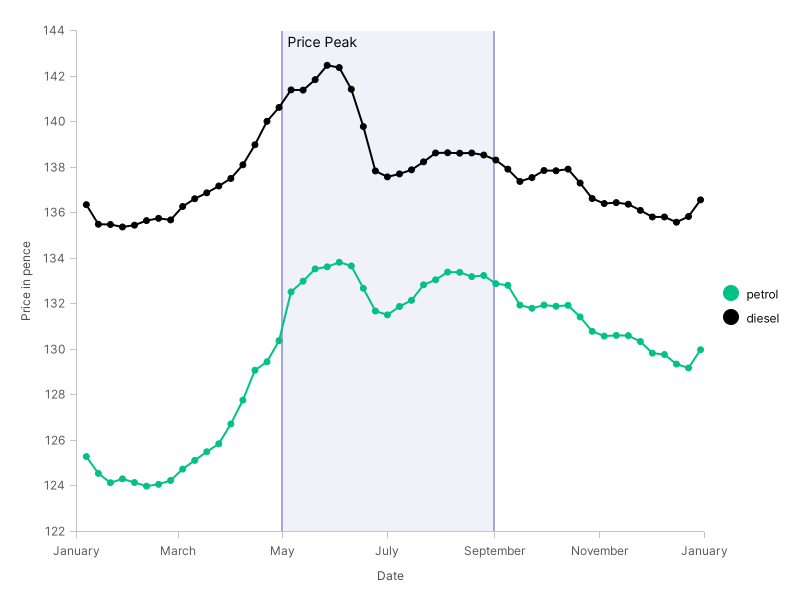 Price Peak
144
142
140
138
136
134
132
130
128
126
124
122
Price in pence
January
March
May
July
September
November
January
Date
petrol
diesel